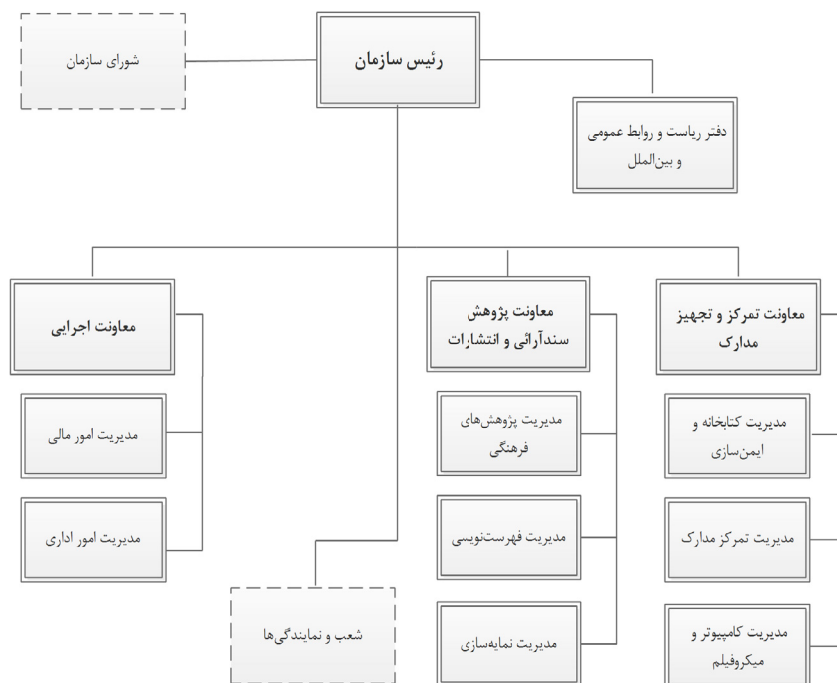 رئیس سازمان
شورای سازمان
دفتر ریاست و روابط عمومی
و بین‌الملل
معاونت تمرکز و تجهیز
مدارک
مدیریت کتابخانه و
ایمن‌سازی
مدیریت تمرکز مدارک
مدیریت کامپیوتر و
میکروفیلم
معاونت پژوهش
سندآرائی و انتشارات
مدیریت پژوهش‌های
فرهنگی
مدیریت فهرست‌نویسی
مدیریت نمایه‌سازی
شعب و نمایندگی‌ها
معاونت اجرایی
مدیریت امور مالی
مدیریت امور اداری